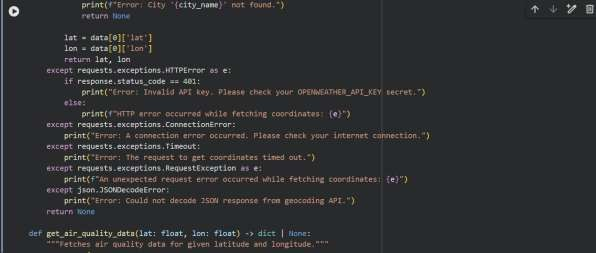 print(f"Error: City '{city_name}' not found.")
            return None

        lat = data[0]['lat']
        lon = data[0]['lon']
        return lat, lon
    except requests.exceptions.HTTPError as e:
        if response.status_code == 401:
            print("Error: Invalid API key. Please check your OPENWEATHER_API_KEY secret.")
        else:
            print(f"HTTP error occurred while fetching coordinates: {e}")
    except requests.exceptions.ConnectionError:
        print("Error: A connection error occurred. Please check your internet connection.")
    except requests.exceptions.Timeout:
        print("Error: The request to get coordinates timed out.")
    except requests.exceptions.RequestException as e:
        print(f"An unexpected request error occurred while fetching coordinates: {e}")
    except json.JSONDecodeError:
        print("Error: Could not decode JSON response from geocoding API.")
    return None

def get_air_quality_data(lat: float, lon: float) -> dict | None:
    """Fetches air quality data for given latitude and longitude."""